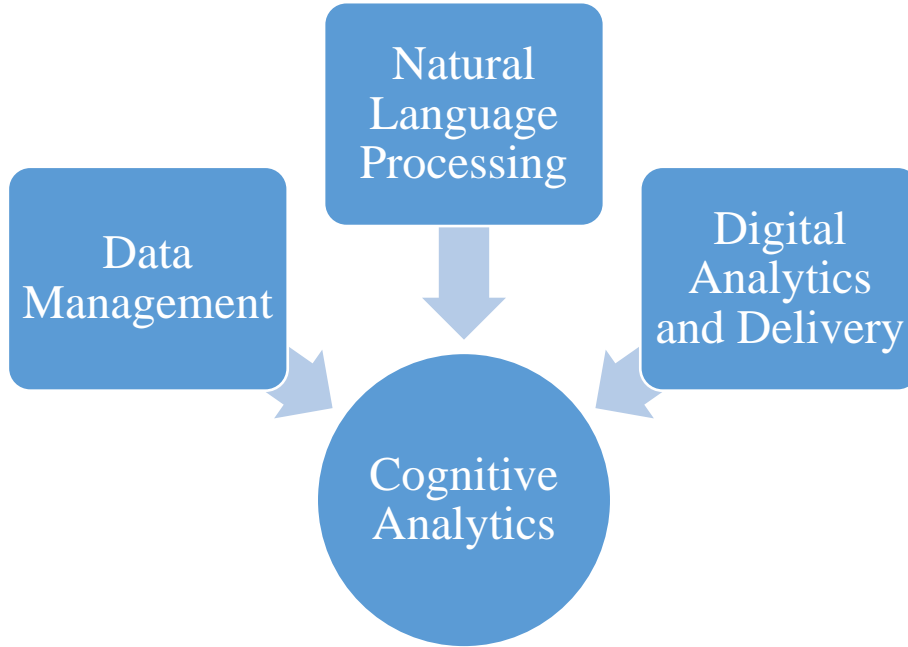 Natural
Language
Processing
Data
Management
Digital
Analytics
and Delivery
Cognitive
Analytics